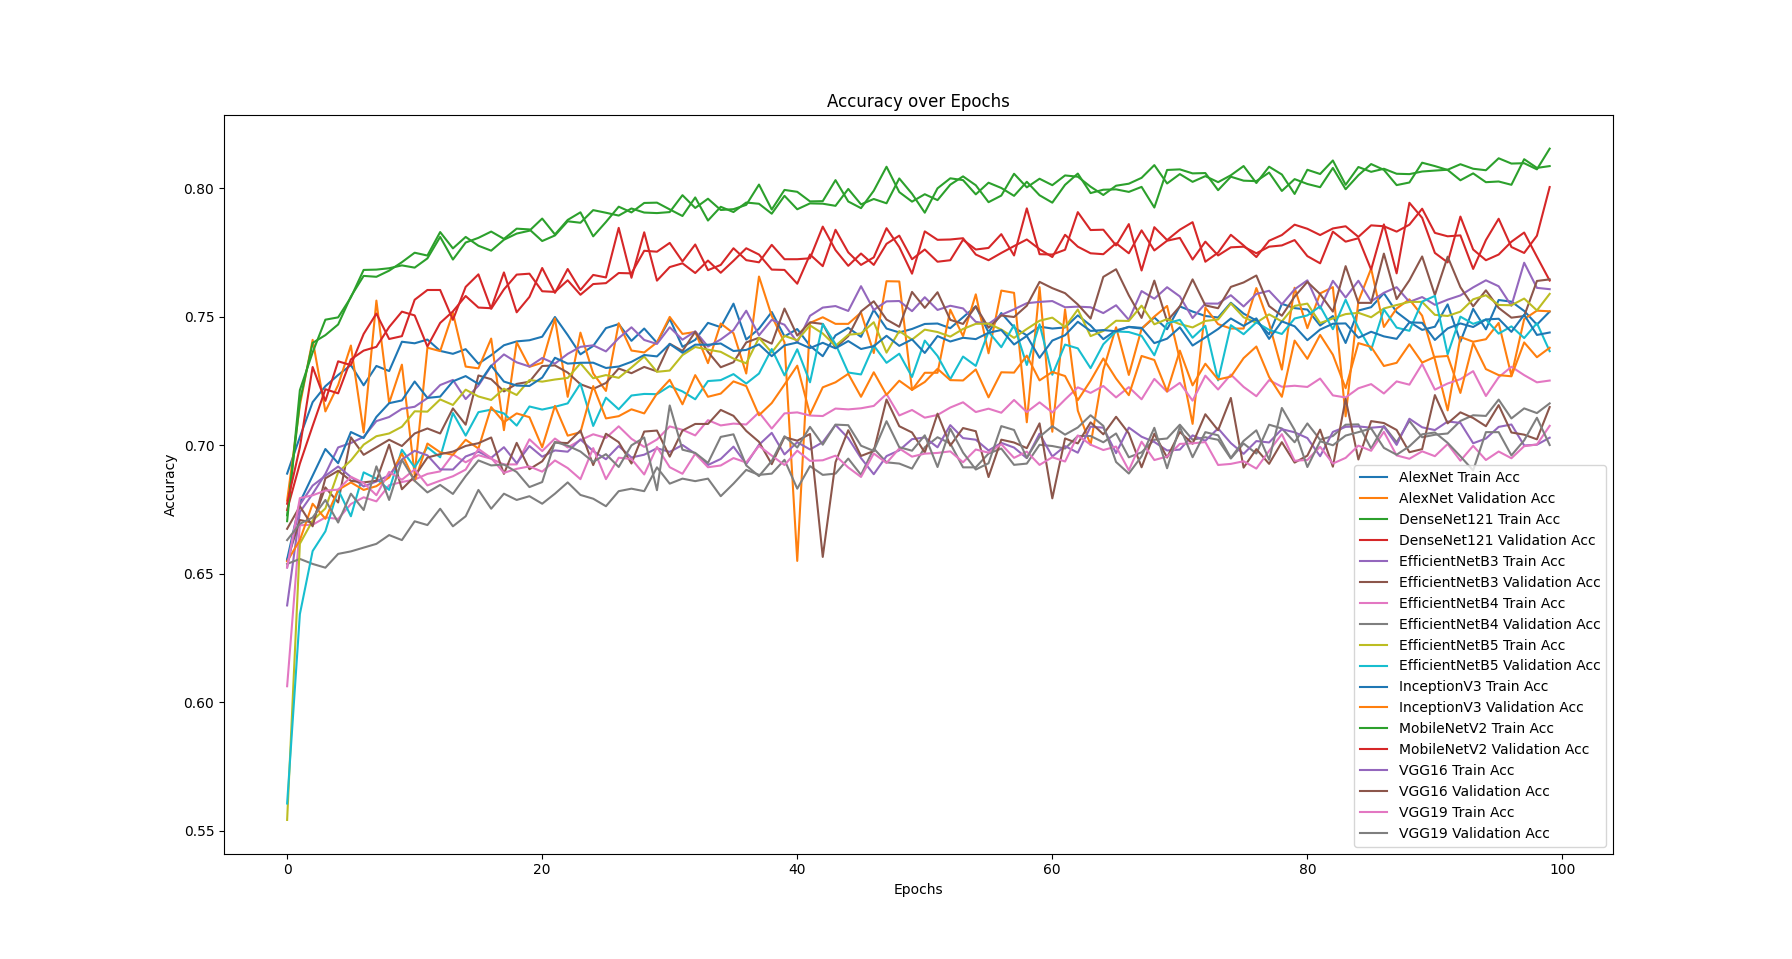 Accuracy over Epochs
Accuracy
0.80
0.75
0.70
0.65
0.60
0.55
0
20
40
60
80
100
Epochs
AlexNet Train Acc
AlexNet Validation Acc
DenseNet121 Train Acc
DenseNet121 Validation Acc
EfficientNetB3 Train Acc
EfficientNetB3 Validation Acc
EfficientNetB4 Train Acc
EfficientNetB4 Validation Acc
EfficientNetB5 Train Acc
EfficientNetB5 Validation Acc
InceptionV3 Train Acc
InceptionV3 Validation Acc
MobileNetV2 Train Acc
MobileNetV2 Validation Acc
VGG16 Train Acc
VGG16 Validation Acc
VGG19 Train Acc
VGG19 Validation Acc